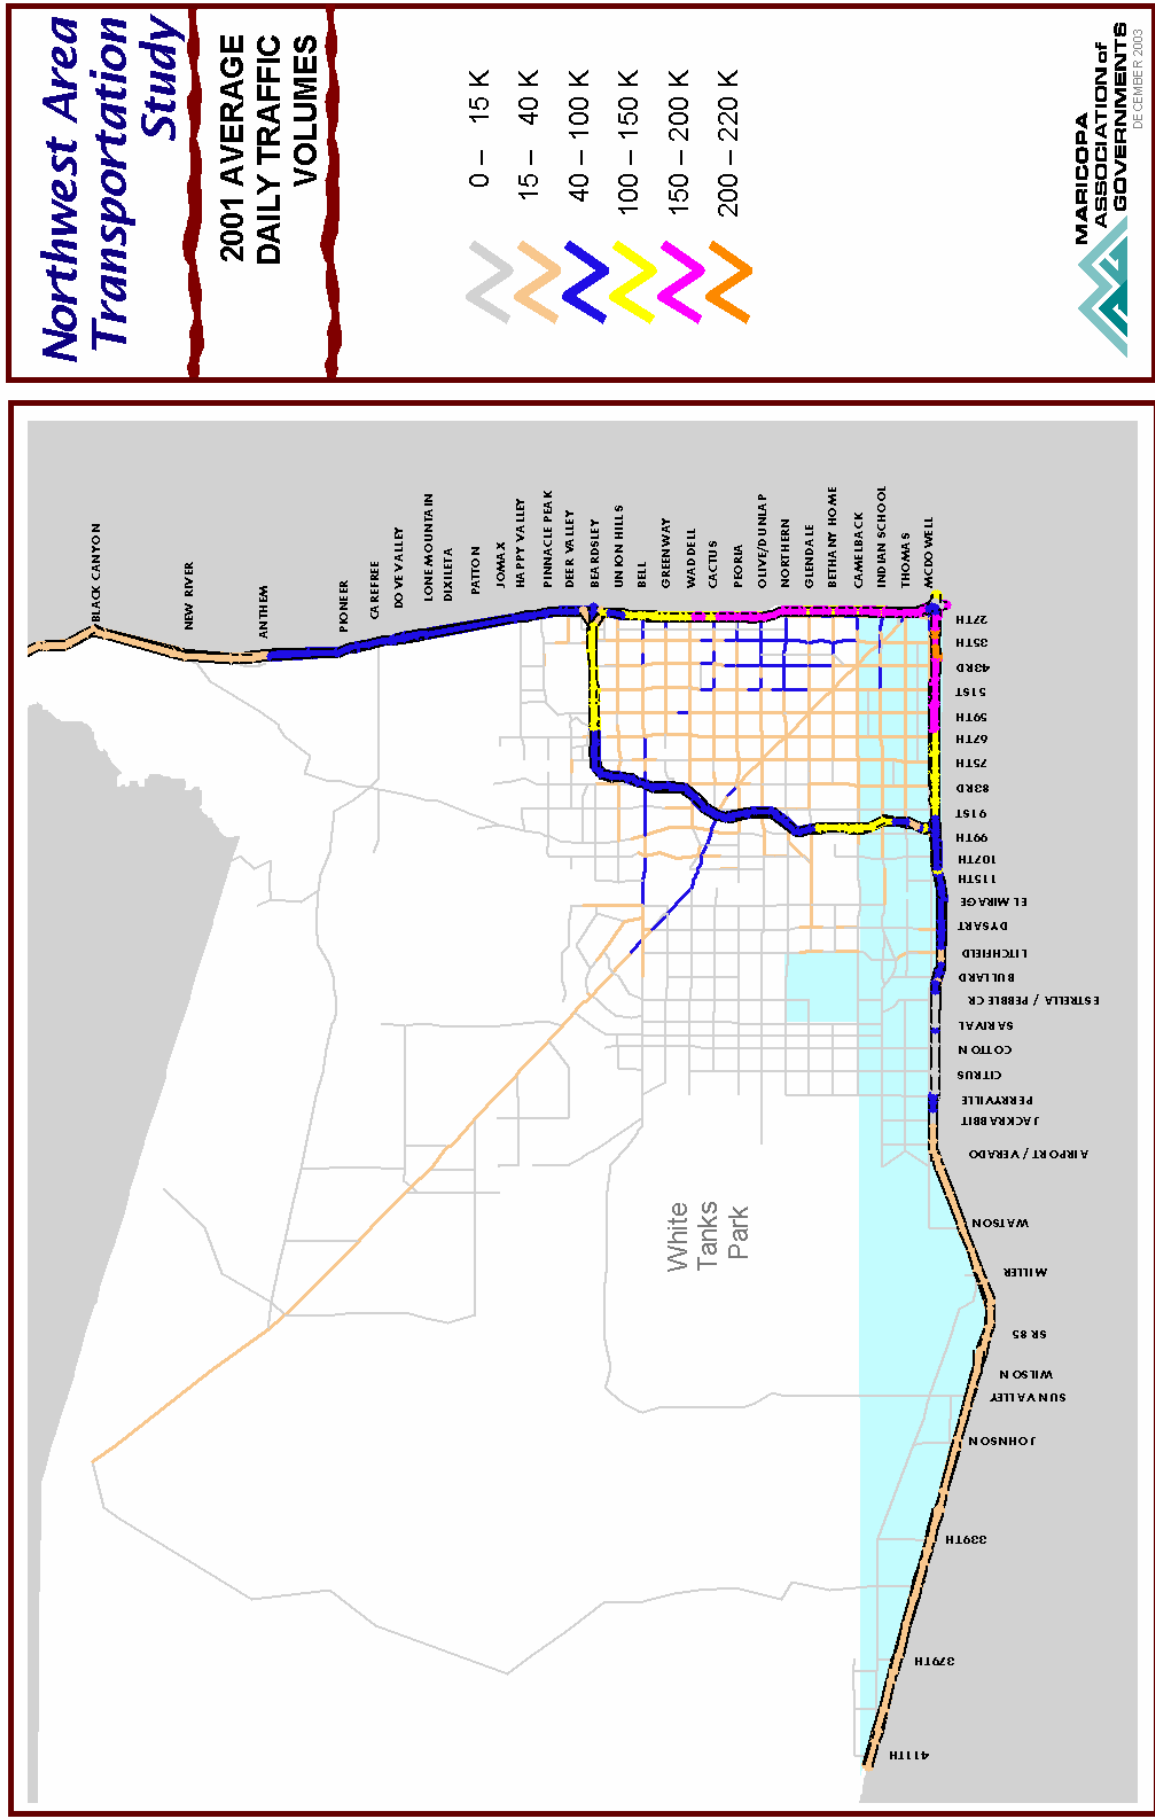 Northwest Area
Transportation
Study
2001 AVERAGE
DAILY TRAFFIC
VOLUMES
0 – 15 K
15 – 40 K
40 – 100 K
100 – 150 K
150 – 200 K
200 – 220 K
MARICOPA
ASSOCIATION of
GOVERNMENTS
DECEMBER 2003
BLACK CANYON
NEW RIVER
ANTHEM
PIONEER
CAREFREE
DOVE VALLEY
LONE MOUNTAIN
DIXILETA
PATTON
JOMAX
HAPPY VALLEY
PINNACLE PEAK
DEER VALLEY
BEARDSLEY
UNION HILLS
BELL
GREENWAY
WADDELL
CACTUS
PEORIA
OLIVE/DUNLAP
NORTHERN
GLENDALE
BETHANY HOME
CAMELBACK
INDIAN SCHOOL
THOMAS
MCDOWELL
27TH
35TH
43RD
51ST
59TH
67TH
75TH
83RD
91ST
99TH
107TH
115TH
EL MIRAGE
DYSART
LITCHFIELD
BULLARD
ESTRELLA / PEBBLE CR
SARIVAL
COTTON
CITRUS
PERRYVILLE
JACKRABBIT
AIRPORT / VERADO
WATSON
MILLER
SR 85
WILSON
SUN VALLEY
JOHNSON
339TH
379TH
411TH
White
Tanks
Park